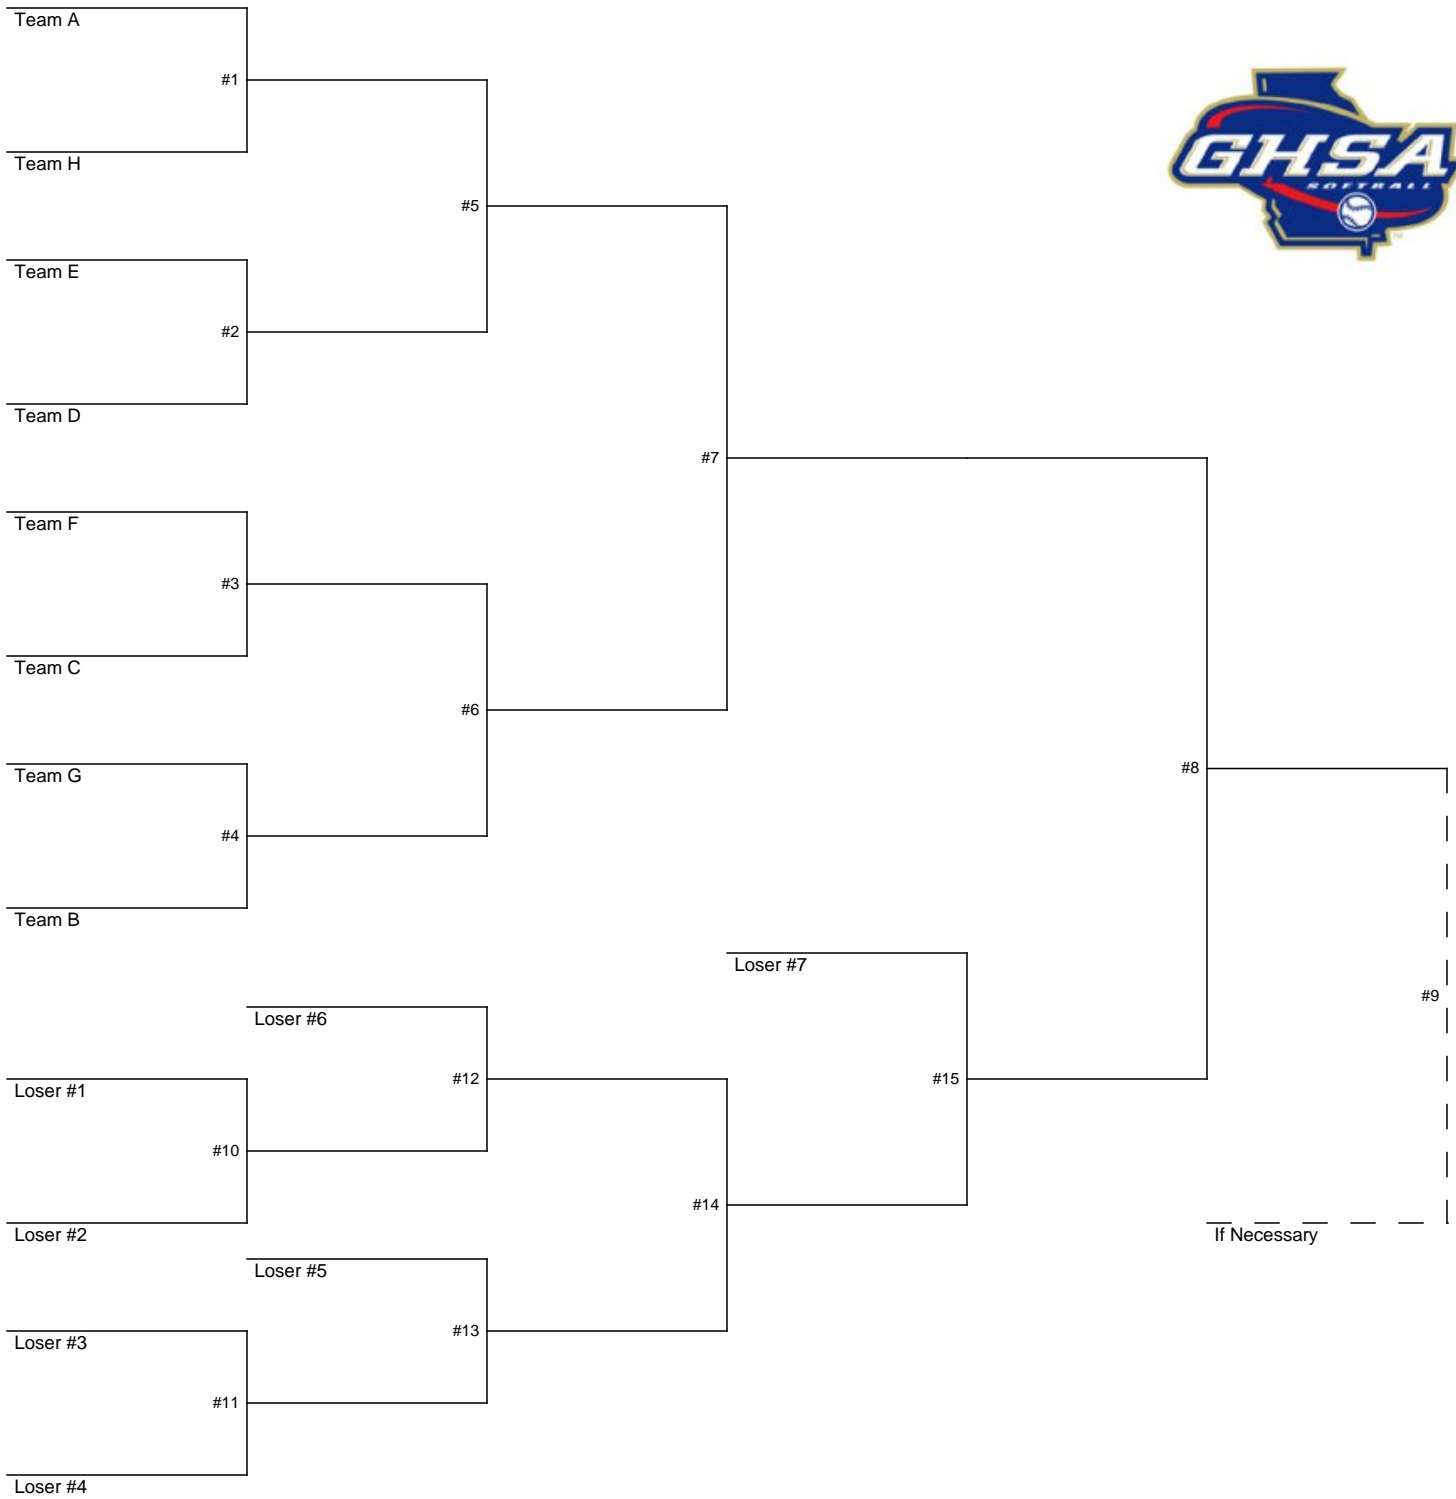 Team A
#1
Team H
#5
Team E
#2
Team D
#7
Team F
#3
Team C
#6
Team G
#4
Team B
GHSA
SOFTBALL
TM
#8
Loser #7
#9
Loser #6
Loser #1
#12
#15
#10
#14
Loser #2
If Necessary
Loser #5
Loser #3
#13
#11
Loser #4